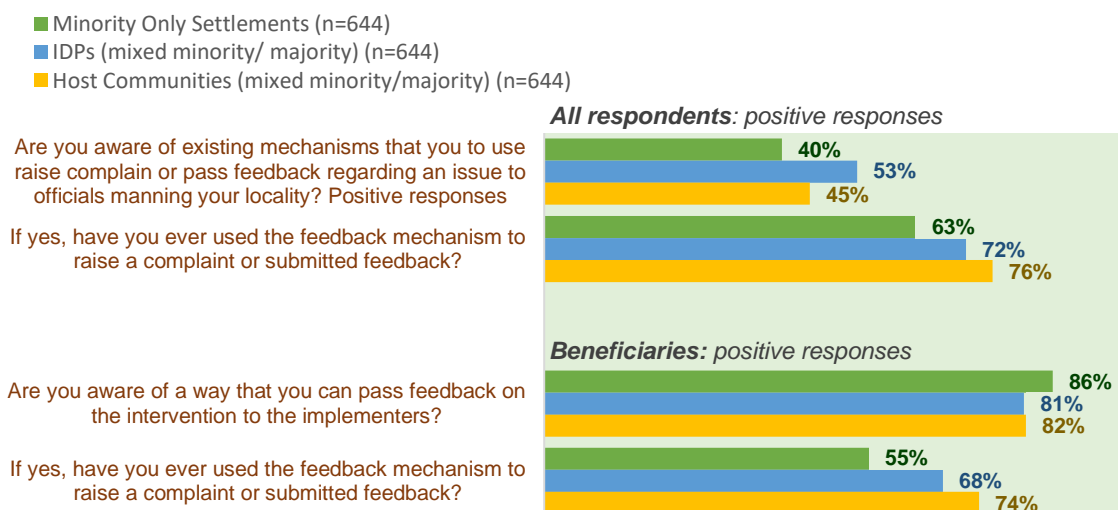 Minority Only Settlements (n=644)
IDPs (mixed minority/ majority) (n=644)
Host Communities (mixed minority/majority) (n=644)
All respondents: positive responses
Are you aware of existing mechanisms that you to use
raise complain or pass feedback regarding an issue to
officials manning your locality? Positive responses
40%
53%
45%
If yes, have you ever used the feedback mechanism to
raise a complaint or submitted feedback?
63%
72%
76%
Beneficiaries: positive responses
Are you aware of a way that you can pass feedback on
the intervention to the implementers?
86%
81%
82%
If yes, have you ever used the feedback mechanism to
raise a complaint or submitted feedback?
55%
68%
74%